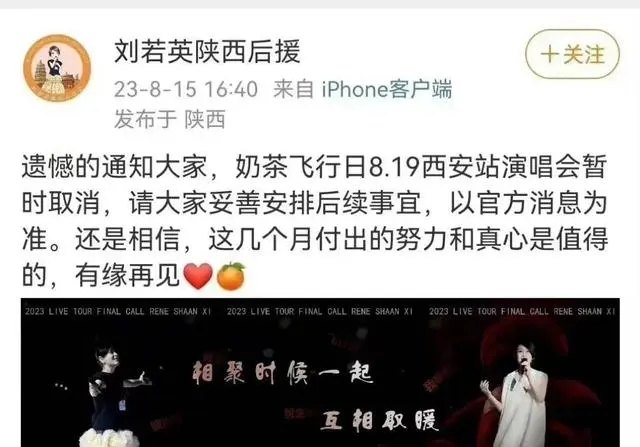 刘若英陕西后援
十关注
23-8-15 16:40 来自 iPhone客户端
发布于 陕西
遗憾的通知大家，奶茶飞行日8.19西安站演唱会暂
时取消，请大家妥善安排后续事宜，以官方消息为
准。还是相信，这几个月付出的努力和真心是值得
的，有缘再见❤️🍊
2023 LIVE TOUR FINAL CALL RENE SHAAN XI
2023 LIVE TOUR FINAL CALL RENE SHAAN XI
2023 LIVE TOUR FINAL CALL RENE SHAAN XI
相聚时候一起
互相取暖